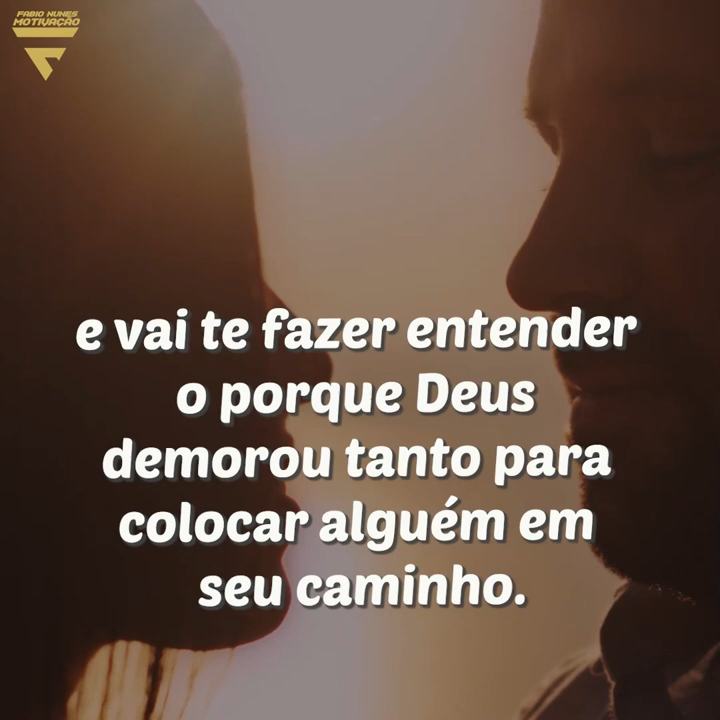 FABIO NUNES
MOTIVAÇÃO
e vai te fazer entender
o porque Deus
demorou tanto para
colocar alguém em
seu caminho.